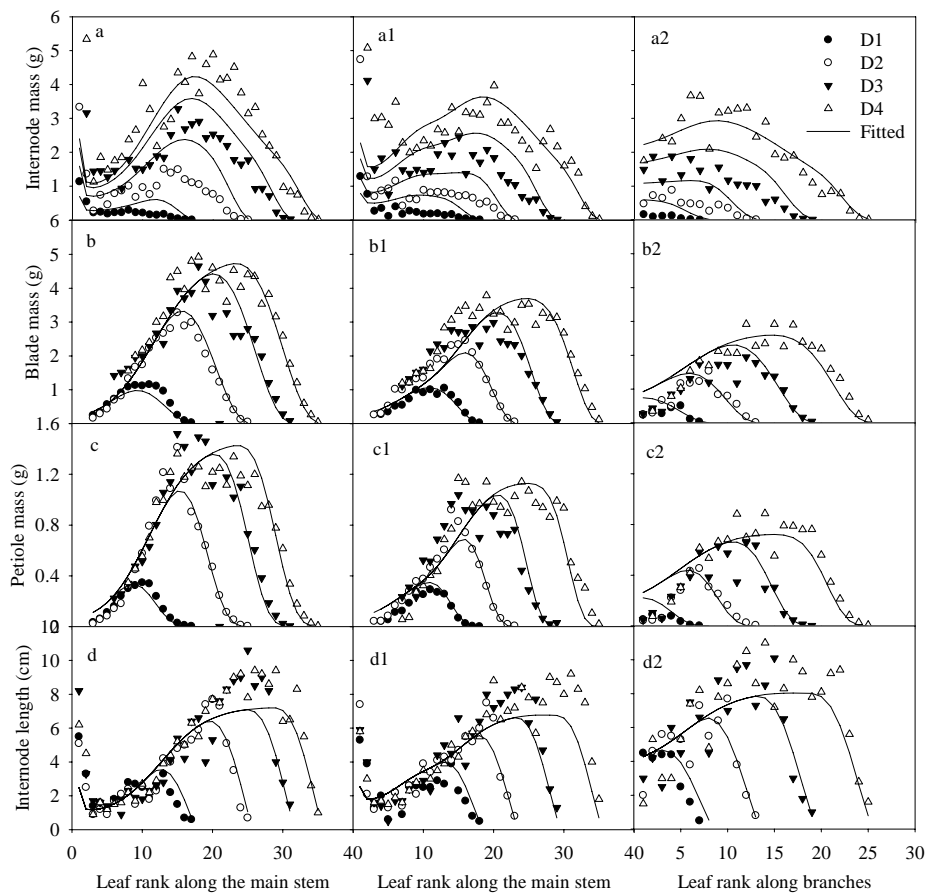 6 a a1 a2 D1
5 D2
4 D3
3 D4
2 Fitted
1
Internode mass (g)
6 b b1 b2
5
4
3
2
1
Blade mass (g)
1.6 c c1 c2
1.2
0.8
0.4
Petiole mass (g)
12 d d1 d2
10
8
6
4
2
0
Internode length (cm)
0 10 20 30 40 10 20 30 40 5 10 15 20 25 30
Leaf rank along the main stem Leaf rank along the main stem Leaf rank along branches